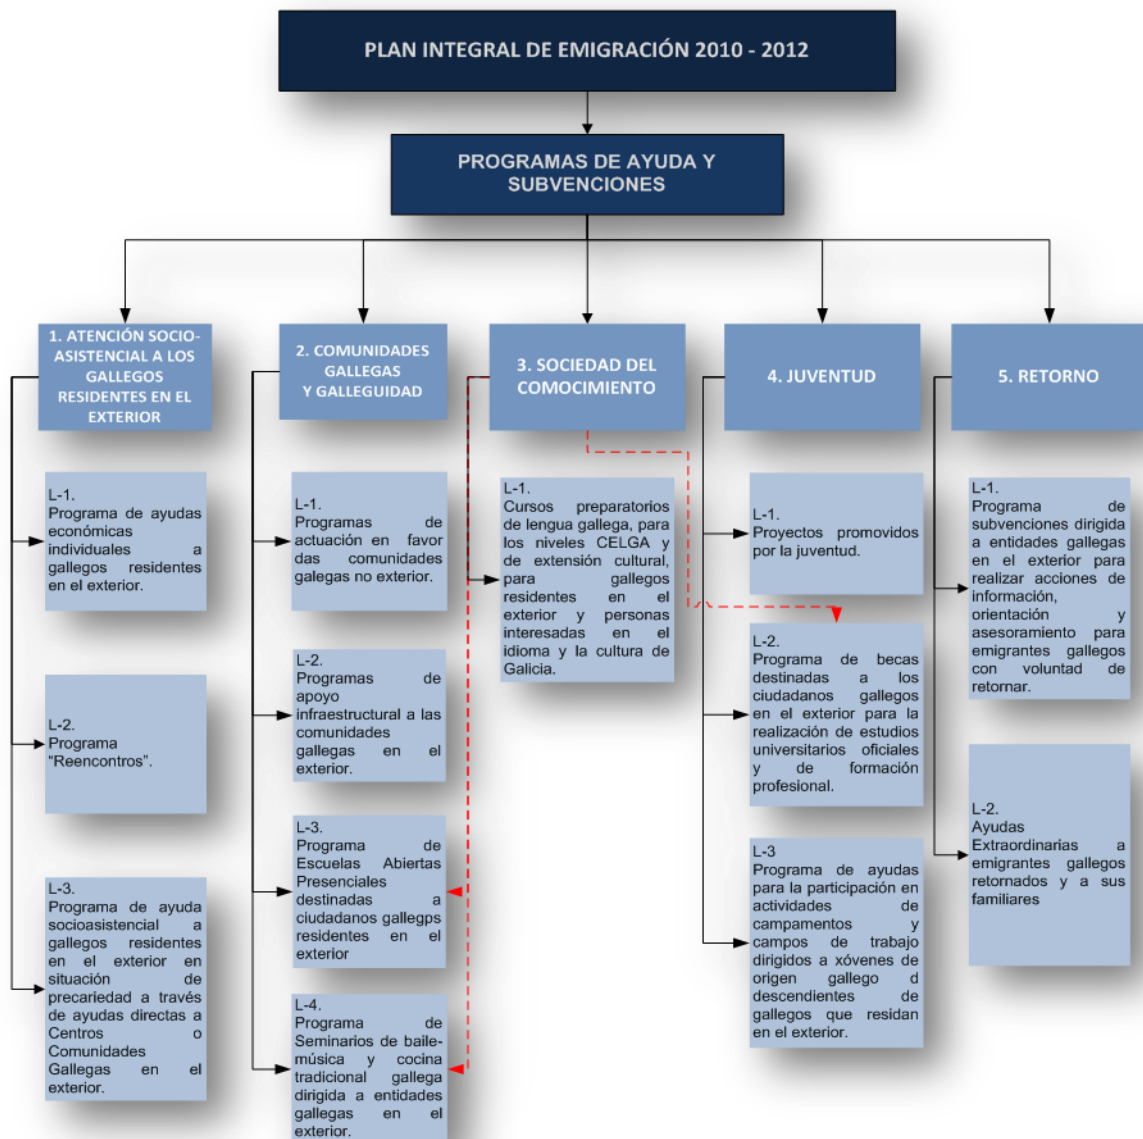 PLAN INTEGRAL DE EMIGRACIÓN 2010 - 2012
PROGRAMAS DE AYUDA Y
SUBVENCIONES
1. ATENCIÓN SOCIO-
ASISTENCIAL A LOS
GALLEGOS
RESIDENTES EN EL
EXTERIOR
L-1.
Programa de ayudas
económicas
individuales a
gallegos residentes
en el exterior.
L-2.
Programa
“Reencontros”.
L-3.
Programa de ayuda
socioasistencial a
gallegos residentes
en el exterior en
situación de
precariedad a través
de ayudas directas a
Centros o
Comunidades
Gallegas en el
exterior.
2. COMUNIDADES
GALLEGAS
Y GALLEGUIDAD
L-1.
Programas de
actuación en favor
das comunidades
galegas no exterior.
L-2.
Programas de
apoyo
infraestructural a las
comunidades
gallegas en el
exterior.
L-3.
Programa de
Escuelas Abiertas
Presenciales
destinadas a
ciudadanos gallegps
residentes en el
exterior
L-4.
Programa de
Seminarios de baile-
música y cocina
tradicional gallega
dirigida a entidades
gallegas en el
exterior.
3. SOCIEDAD DEL
COMOCIMIENTO
L-1.
Cursos preparatorios
de lengua gallega, para
los niveles CELGA y
de extensión cultural,
para gallegos
residentes en el
exterior y personas
interesadas en el
idioma y la cultura de
Galicia.
4. JUVENTUD
L-1.
Proyectos promovidos
por la juventud.
L-2.
Programa de becas
destinadas a los
ciudadanos gallegos
en el exterior para la
realización de estudios
universitarios oficiales
y de formación
profesional.
L-3
Programa de ayudas
para la participación en
actividades de
campamentos y
campos de trabajo
dirigidos a xóvenes de
origen gallego d
descendientes de
gallegos que residan
en el exterior.
5. RETORNO
L-1.
Programa de
subvenciones dirigida
a entidades gallegas
en el exterior para
realizar acciones de
información,
orientación y
asesoramiento para
emigrantes gallegos
con voluntad de
retornar.
L-2.
Ayudas
Extraordinarias a
emigrantes gallegos
retornados y a sus
familiares